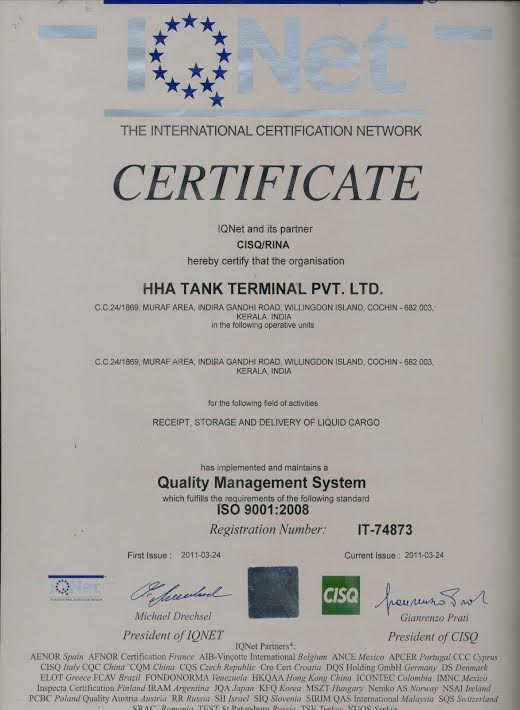 IQNet
THE INTERNATIONAL CERTIFICATION NETWORK
CERTIFICATE
IQNet and its partner
CISQ/RINA
hereby certify that the organisation
HHA TANK TERMINAL PVT. LTD.
C.C.24/1869, MURAF AREA, INDIRA GANDHI ROAD, WILLINGDON ISLAND, COCHIN - 682 003,
KERALA, INDIA
in the following operative units
C.C.24/1869, MURAF AREA, INDIRA GANDHI ROAD, WILLINGDON ISLAND, COCHIN - 682 003,
KERALA, INDIA
for the following field of activities
RECEIPT, STORAGE AND DELIVERY OF LIQUID CARGO
has implemented and maintains a
Quality Management System
which fulfills the requirements of the following standard
ISO 9001:2008
Registration Number: IT-74873
First Issue : 2011-03-24 Current Issue : 2011-03-24
IQNet
CISQ
Michael Drechsel Gianrenzo Prati
President of IQNET President of CISQ
IQNet Partners*:
AENOR Spain AFNOR Certification France AIB-Vinçotte International Belgium ANCE Mexico APCER Portugal CCC Cyprus
CISQ Italy CQC China CQM China CQS Czech Republic Cro Cert Croatia DQS Holding GmbH Germany DS Denmark
ELOT Greece FCAV Brazil FONDONORMA Venezuela HKQAA Hong Kong China ICONTEC Colombia IMNC Mexico
Inspecta Certification Finland IRAM Argentina JQA Japan KFQ Korea MSZT Hungary Nemko AS Norway NSAI Ireland
PCBC Poland Quality Austria Austria RR Russia SII Israel SIQ Slovenia SIRIM QAS International Malaysia SQS Switzerland
SRAC Romania TEST St Petersburg Russia TSE Turkey YUQS Serbia